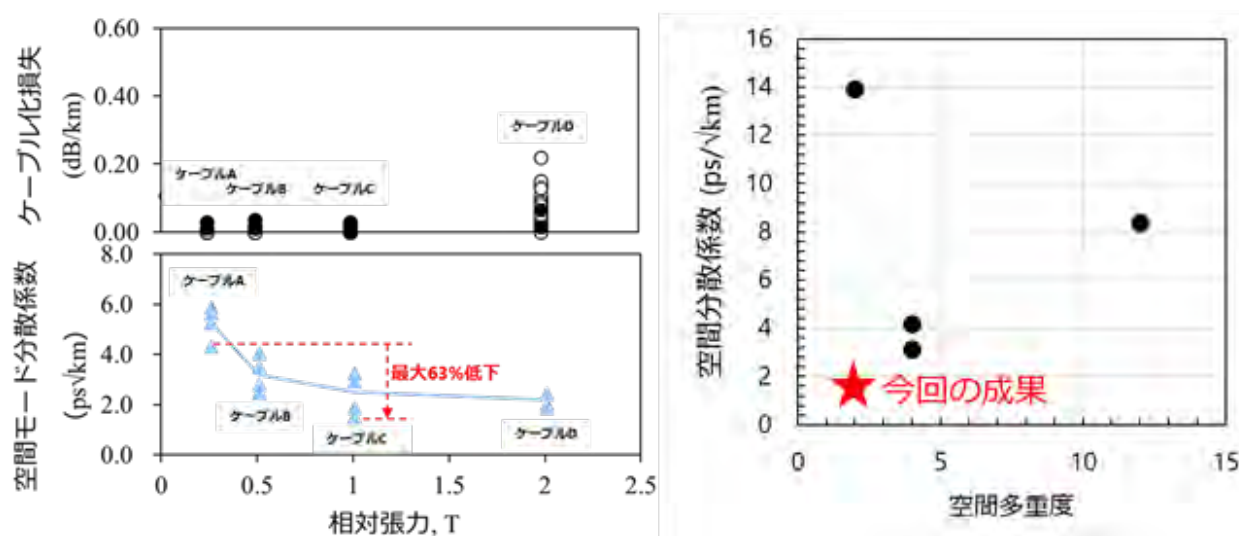 ケーブル化損失
(dB/km)
0.60
0.40
0.20
0.00
ケーブルA
ケーブルB
ケーブルC
ケーブルD
空間モード分散係数
(ps√km)
8.0
6.0
4.0
2.0
0.0
ケーブルA
ケーブルB
ケーブルC
ケーブルD
最大63%低下
0
0.5
1
1.5
2
2.5
相対張力, T
空間分散係数 (ps/√km)
16
14
12
10
8
6
4
2
0
今回の成果
0
5
10
15
空間多重度